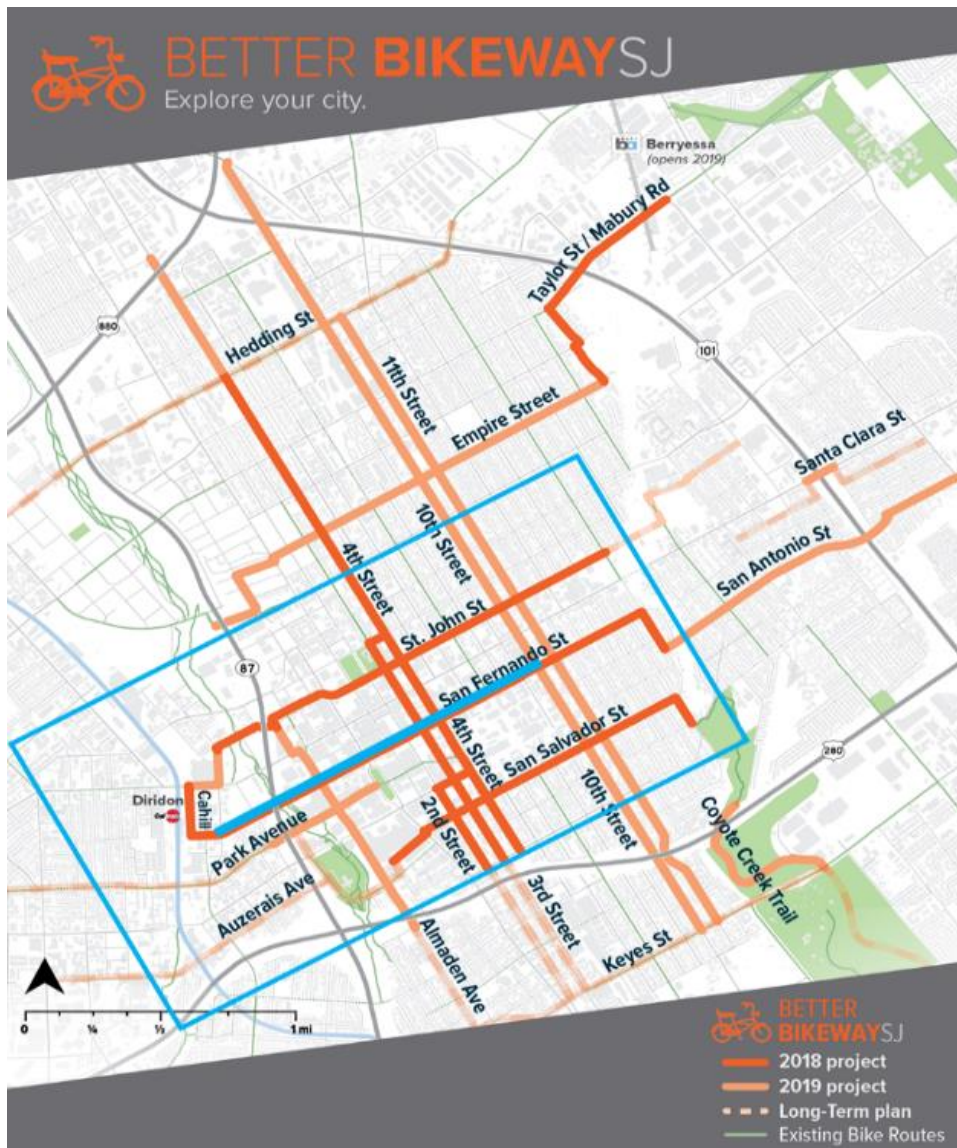 BETTER BIKEWAYSJ
Explore your city.
Berryessa
(opens 2019)
Taylor St / Mabury Rd
880
Hedding St
101
11th Street
Empire Street
Santa Clara St
10th Street
San Antonio St
4th Street
St. John St
87
San Fernando St
4th Street
San Salvador St
280
Diridon
Cahill
10th Street
Park Avenue
2nd Street
Coyote Creek Trail
Auzerais Ave
3rd Street
Almaden Ave
Keyes St
0 ¼ ½ 1 mi
BETTER
BIKEWAYSJ
2018 project
2019 project
Long-Term plan
Existing Bike Routes